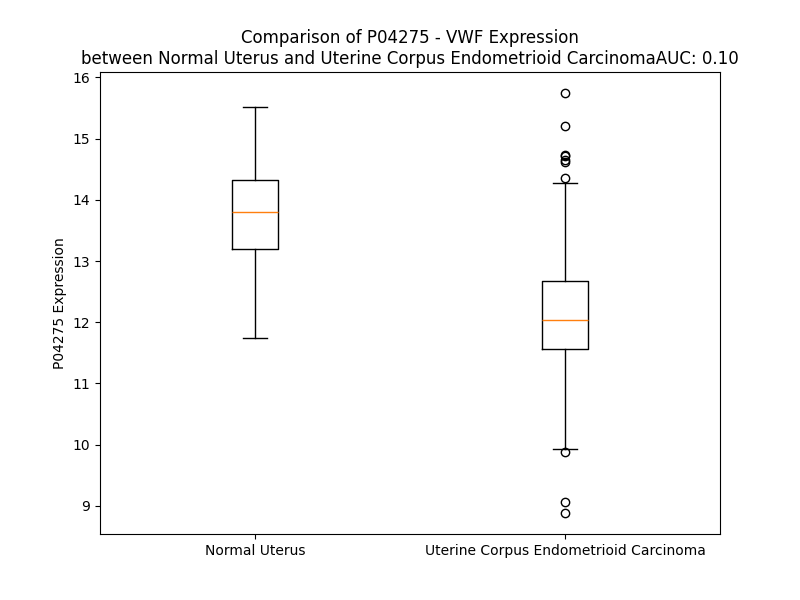 Comparison of P04275 - VWF Expression
between Normal Uterus and Uterine Corpus Endometrioid CarcinomaAUC: 0.10
16
15
14
13
12
11
10
9
P04275 Expression
Normal Uterus
Uterine Corpus Endometrioid Carcinoma